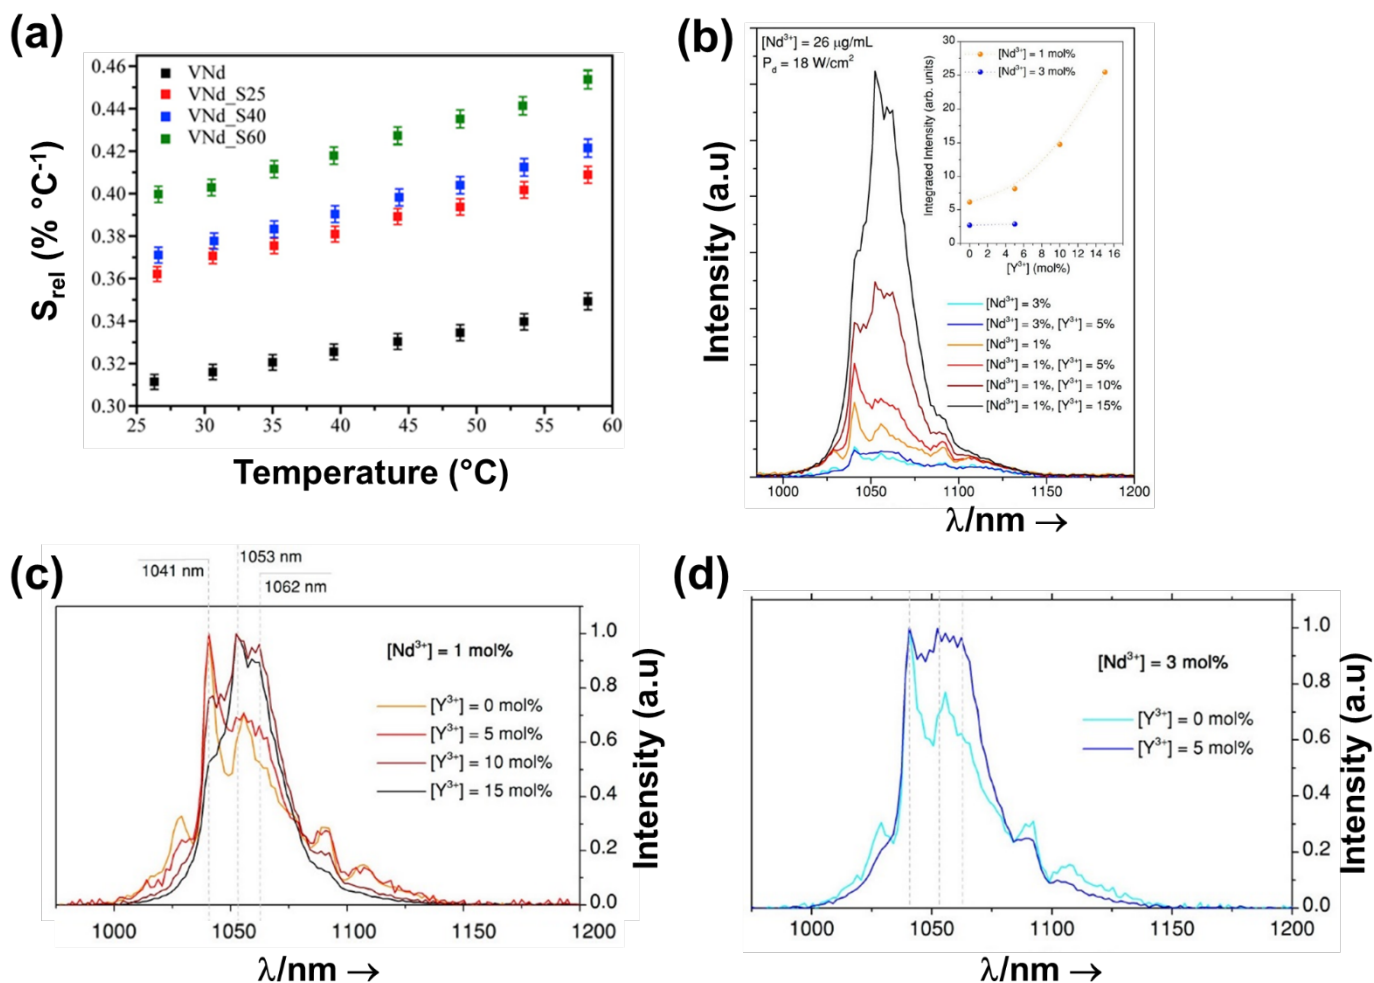 (a)
0.46
0.44
0.42
0.40
0.38
0.36
0.34
0.32
0.30
VNd
VNd_S25
VNd_S40
VNd_S60
25 30 35 40 45 50 55 60
S_rel (% °C⁻¹)
Temperature (°C)
(b)
[Nd³⁺] = 26 µg/mL
P_d = 18 W/cm²
Intensity (a.u)
Integrated Intensity (arb. units)
30
25
20
15
10
5
0
[Nd³⁺] = 1 mol%
[Nd³⁺] = 3 mol%
0 2 4 6 8 10 12 14 16
[Y³⁺] (mol%)
[Nd³⁺] = 3%
[Nd³⁺] = 3%, [Y³⁺] = 5%
[Nd³⁺] = 1%
[Nd³⁺] = 1%, [Y³⁺] = 5%
[Nd³⁺] = 1%, [Y³⁺] = 10%
[Nd³⁺] = 1%, [Y³⁺] = 15%
1000 1050 1100 1150 1200
λ/nm →
(c)
1041 nm
1053 nm
1062 nm
[Nd³⁺] = 1 mol%
[Y³⁺] = 0 mol%
[Y³⁺] = 5 mol%
[Y³⁺] = 10 mol%
[Y³⁺] = 15 mol%
1.0
0.8
0.6
0.4
0.2
0.0
Intensity (a.u)
1000 1050 1100 1150 1200
λ/nm →
(d)
[Nd³⁺] = 3 mol%
[Y³⁺] = 0 mol%
[Y³⁺] = 5 mol%
1.0
0.8
0.6
0.4
0.2
0.0
Intensity (a.u)
1000 1050 1100 1150 1200
λ/nm →